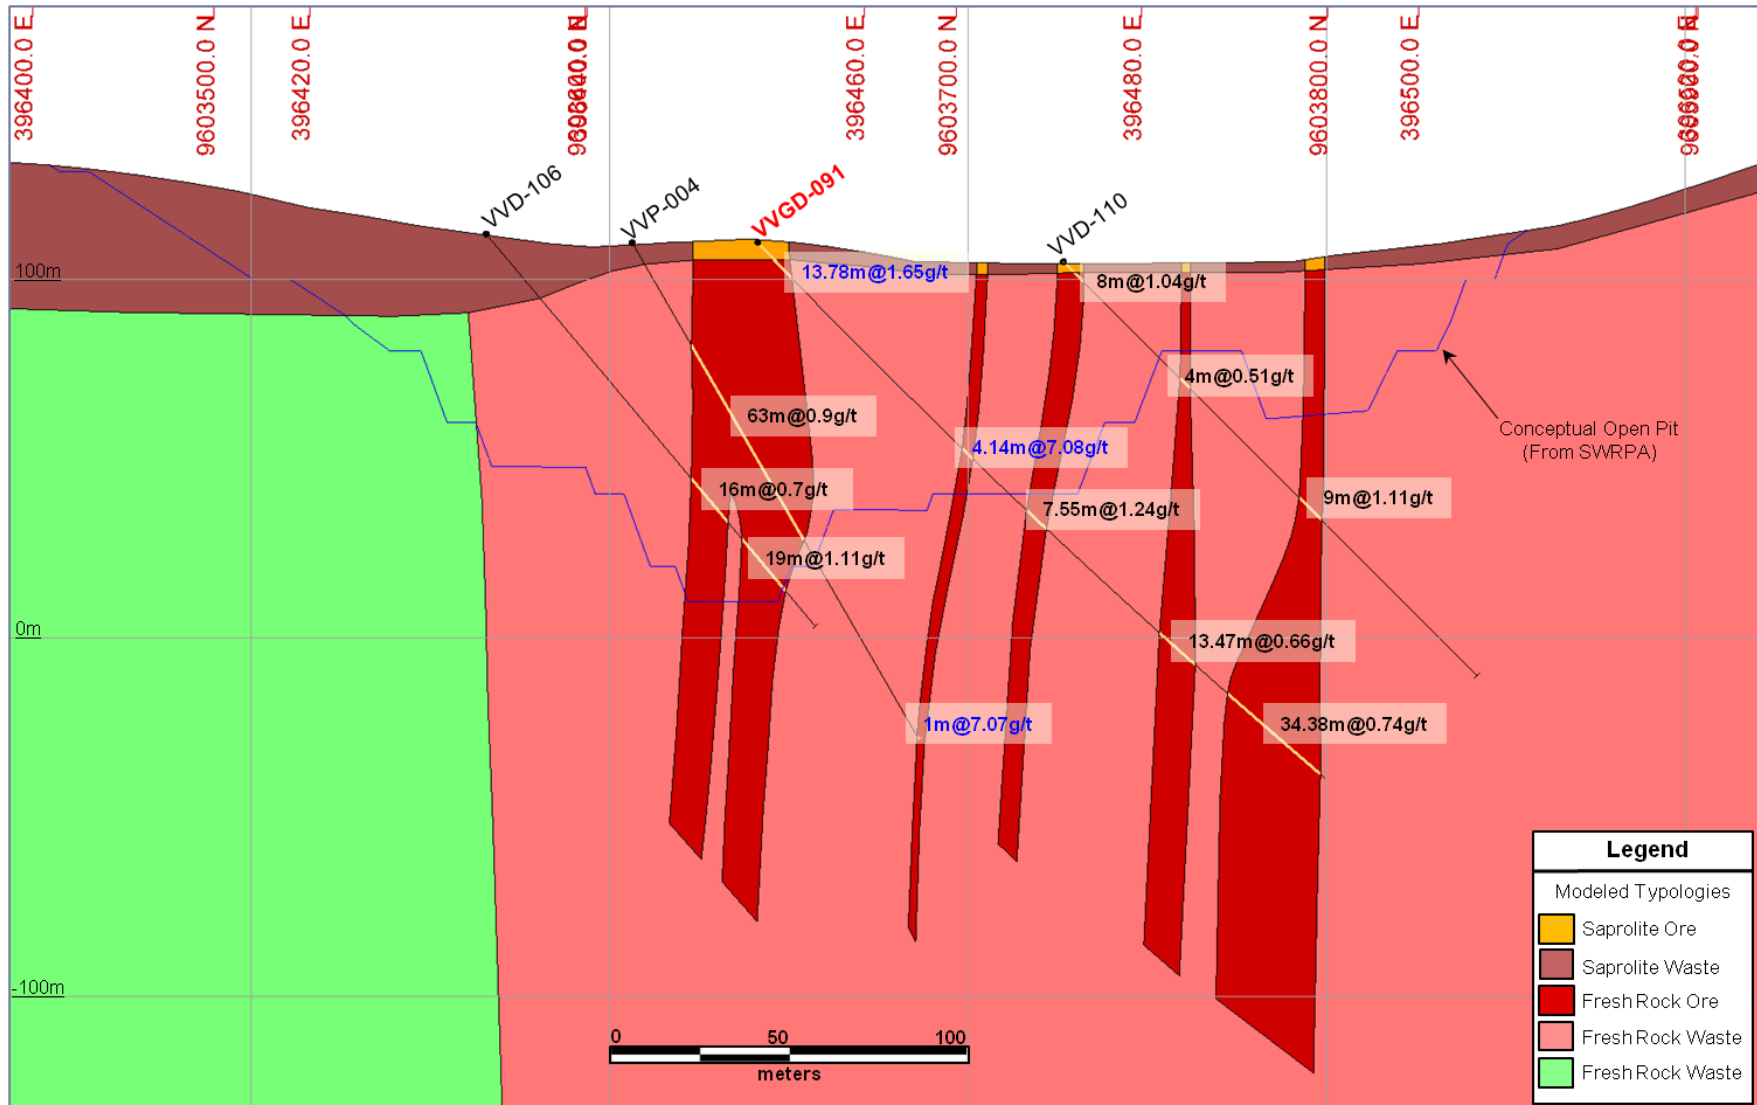 396400.0 E
9603500.0 N
396420.0 E
396460.0 E
9603700.0 N
396480.0 E
9603800.0 N
396500.0 E
VVD-106
VVP-004
VVGD-091
VVD-110
100m
13.78m@1.65g/t
8m@1.04g/t
4m@0.51g/t
63m@0.9g/t
Conceptual Open Pit
(From SWRPA)
4.14m@7.08g/t
16m@0.7g/t
9m@1.11g/t
7.55m@1.24g/t
19m@1.11g/t
0m
13.47m@0.66g/t
1m@7.07g/t
34.38m@0.74g/t
-100m
0 50 100
meters
Legend
Modeled Typologies
Saprolite Ore
Saprolite Waste
Fresh Rock Ore
Fresh Rock Waste
Fresh Rock Waste